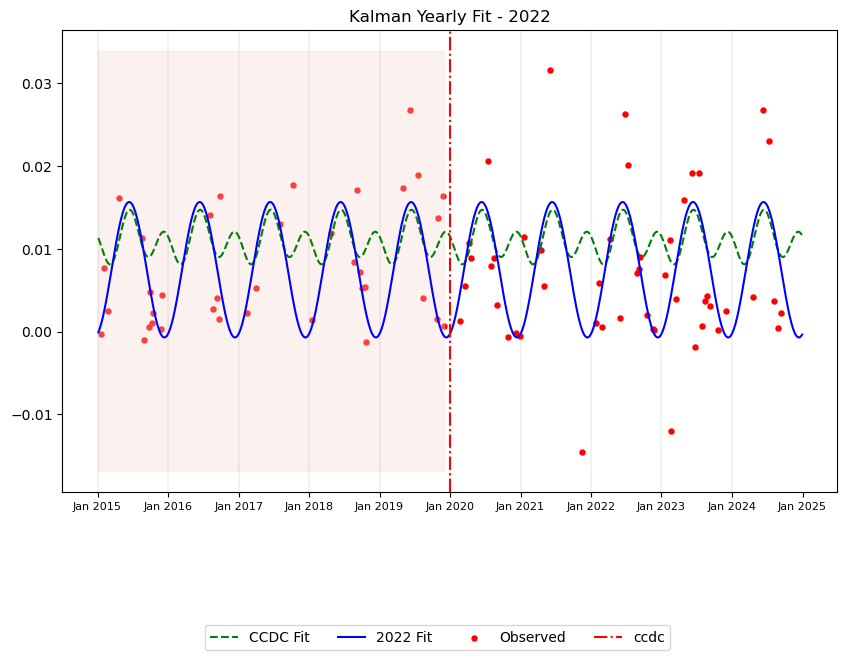 Kalman Yearly Fit - 2022
0.03
0.02
0.01
0.00
−0.01
Jan 2015 Jan 2016 Jan 2017 Jan 2018 Jan 2019 Jan 2020 Jan 2021 Jan 2022 Jan 2023 Jan 2024 Jan 2025
CCDC Fit 2022 Fit Observed ccdc